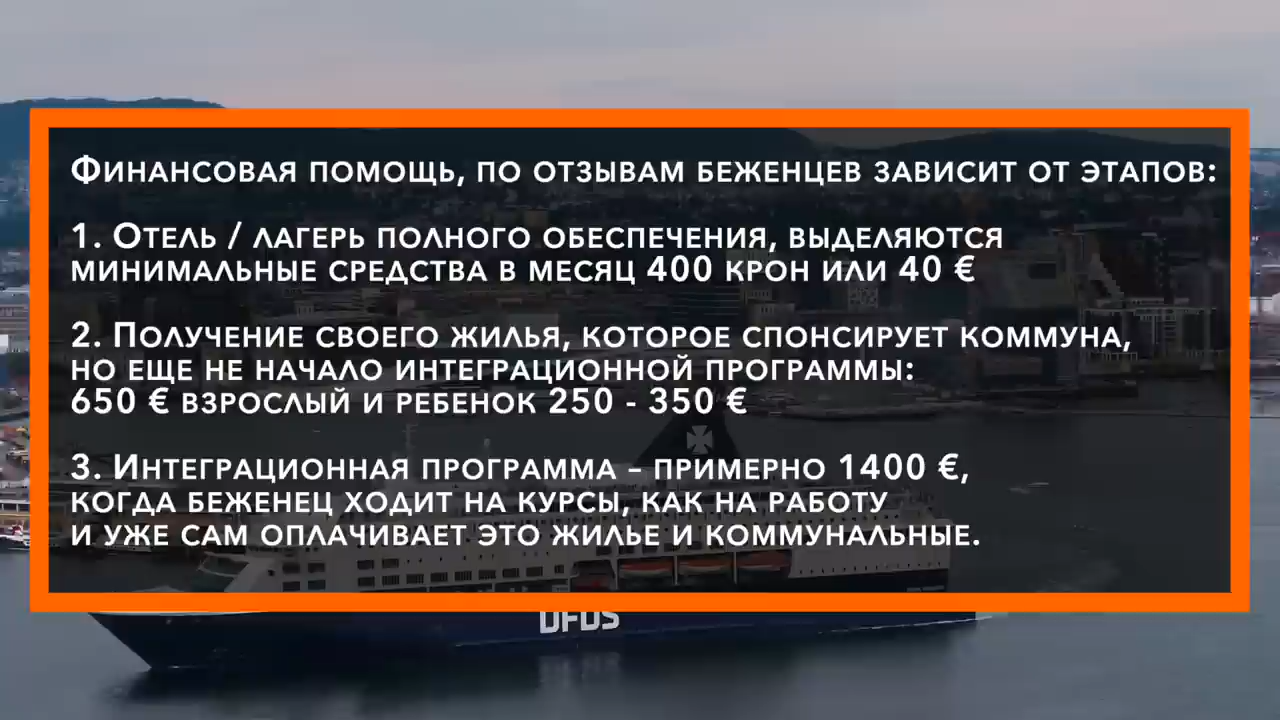 Финансовая помощь, по отзывам беженцев зависит от этапов:
1. Отель / лагерь полного обеспечения, выделяются
минимальные средства в месяц 400 крон или 40 €
2. Получение своего жилья, которое спонсирует коммуна,
но еще не начало интеграционной программы:
650 € взрослый и ребенок 250 - 350 €
3. Интеграционная программа – примерно 1400 €,
когда беженец ходит на курсы, как на работу
и уже сам оплачивает это жилье и коммунальные.
DFDS